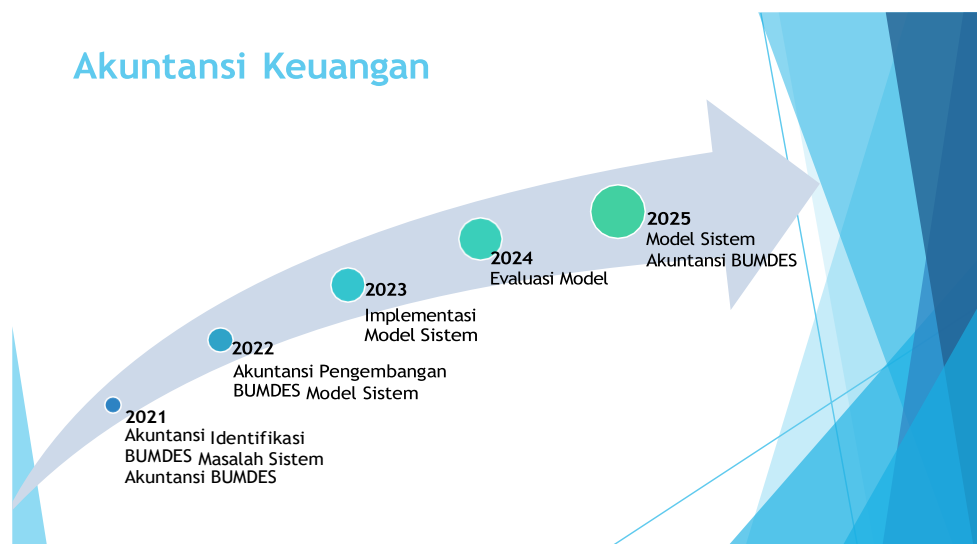 Akuntansi Keuangan
2021
Akuntansi Identifikasi
BUMDES Masalah Sistem
Akuntansi BUMDES
2022
Akuntansi Pengembangan
BUMDES Model Sistem
2023
Implementasi
Model Sistem
2024
Evaluasi Model
2025
Model Sistem
Akuntansi BUMDES